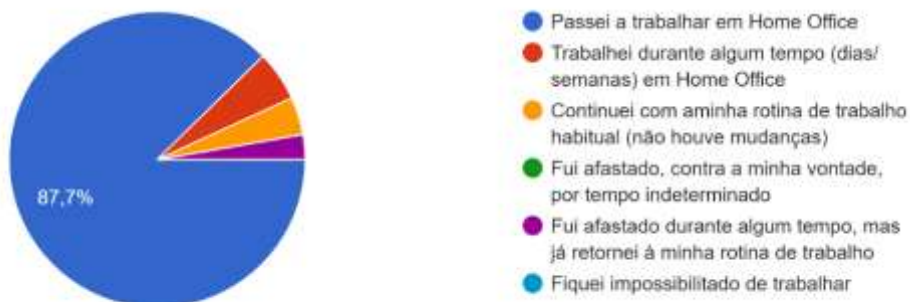 87,7%
Passei a trabalhar em Home Office
Trabalhei durante algum tempo (dias/
semanas) em Home Office
Continuei com aminha rotina de trabalho
habitual (não houve mudanças)
Fui afastado, contra a minha vontade,
por tempo indeterminado
Fui afastado durante algum tempo, mas
já retornei á minha rotina de trabalho
Fiquei impossibilitado de trabalhar